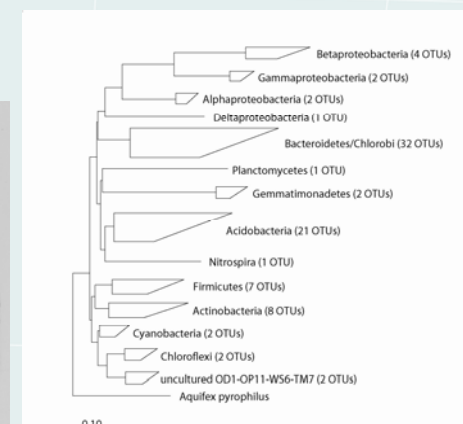 Betaproteobacteria (4 OTUs)
Gammaproteobacteria (2 OTUs)
Alphaproteobacteria (2 OTUs)
Deltaproteobacteria (1 OTU)
Bacteroidetes/Chlorobi (32 OTUs)
Planctomycetes (1 OTU)
Gemmatimonadetes (2 OTUs)
Acidobacteria (21 OTUs)
Nitrospira (1 OTU)
Firmicutes (7 OTUs)
Actinobacteria (8 OTUs)
Cyanobacteria (2 OTUs)
Chloroflexi (2 OTUs)
uncultured OD1-OP11-WS6-TM7 (2 OTUs)
Aquifex pyrophilus
0.10